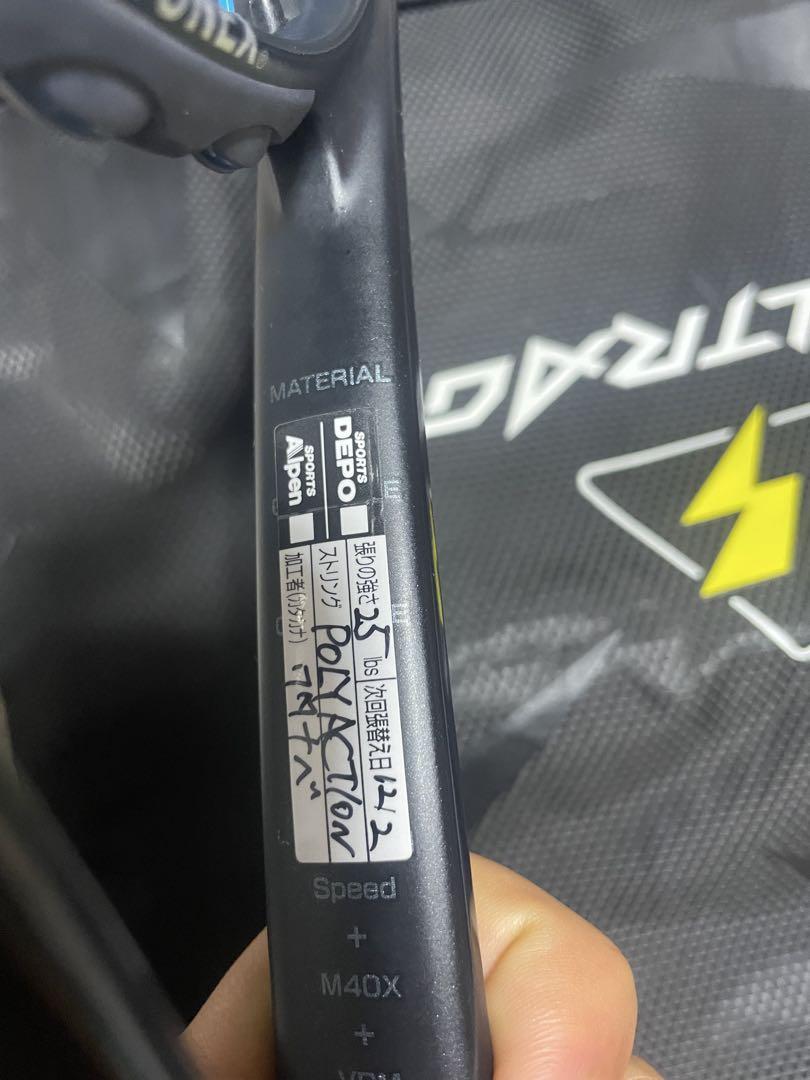 MATERIAL
SPORTS
DEPO
SPORTS
Alpen
張りの強さ 25 lbs 次回張替え日 12/2
ストリング POLYACTION
加工者(カタカナ) ワタナベ
Speed
+
M40X
+